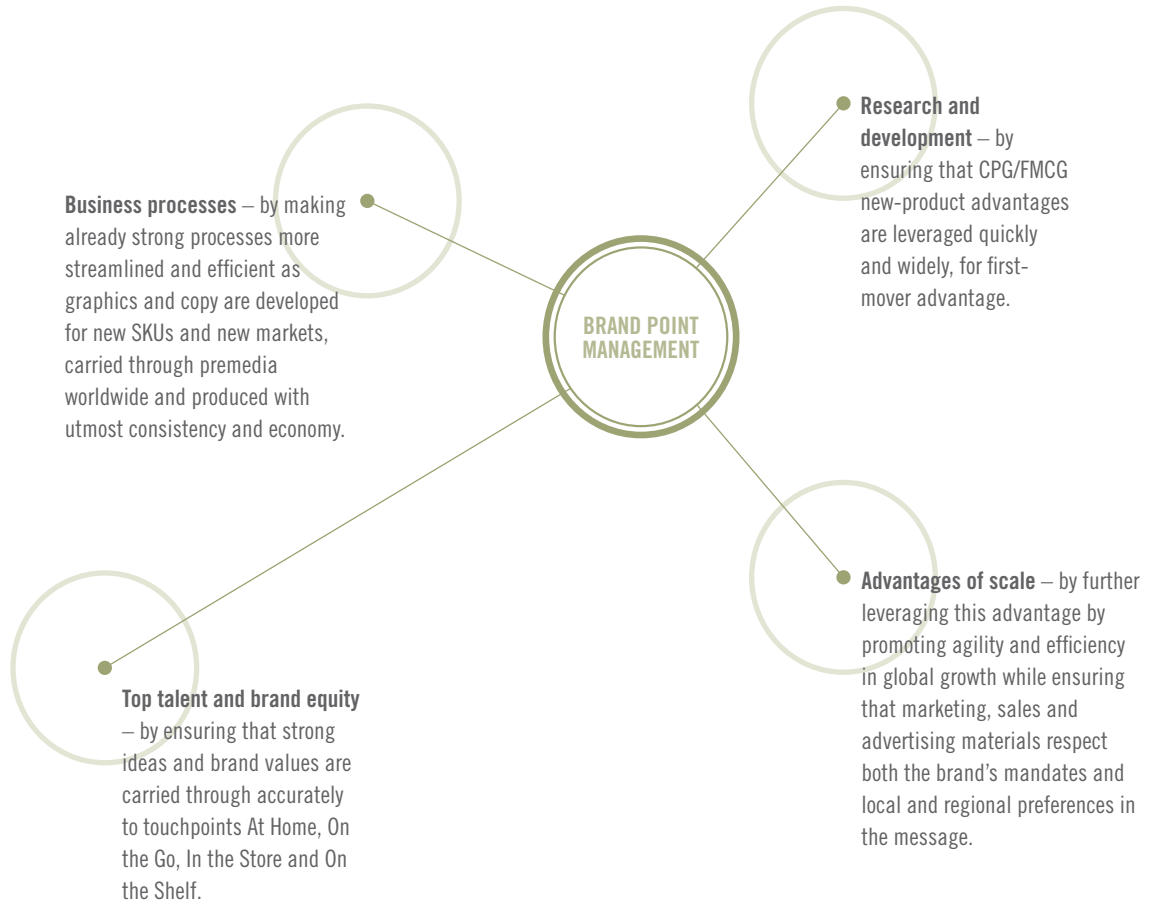 Research and
development – by
ensuring that CPG/FMCG
new-product advantages
are leveraged quickly
and widely, for first-
mover advantage.
Business processes – by making
already strong processes more
streamlined and efficient as
graphics and copy are developed
for new SKUs and new markets,
carried through premedia
worldwide and produced with
utmost consistency and economy.
BRAND POINT
MANAGEMENT
Advantages of scale – by further
leveraging this advantage by
promoting agility and efficiency
in global growth while ensuring
that marketing, sales and
advertising materials respect
both the brand’s mandates and
local and regional preferences in
the message.
Top talent and brand equity
– by ensuring that strong
ideas and brand values are
carried through accurately
to touchpoints At Home, On
the Go, In the Store and On
the Shelf.